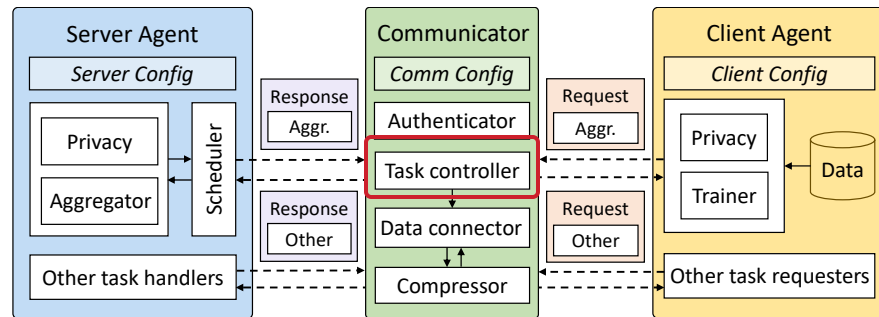 Server Agent
Server Config
Privacy
Aggregator
Scheduler
Other task handlers
Response
Aggr.
Response
Other
Communicator
Comm Config
Authenticator
Task controller
Data connector
Compressor
Request
Aggr.
Request
Other
Client Agent
Client Config
Privacy
Trainer
Data
Other task requesters